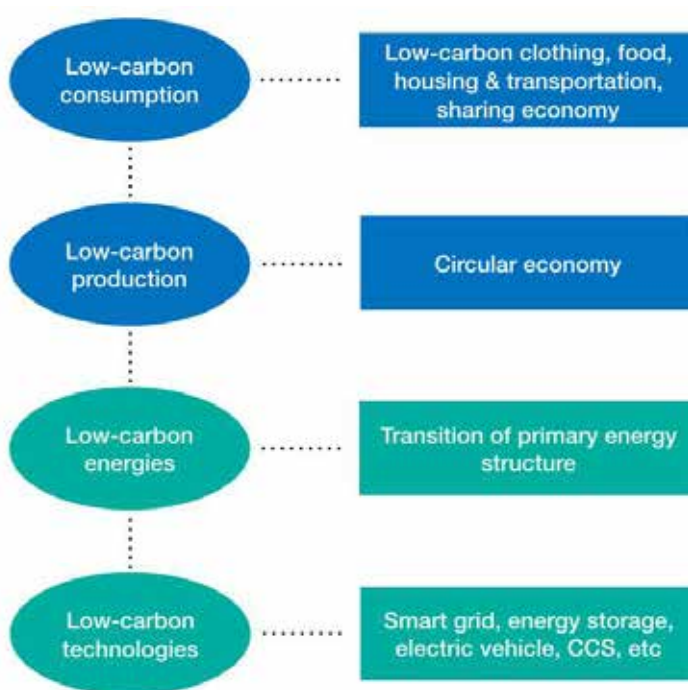 Low-carbon
consumption
Low-carbon clothing, food,
housing & transportation,
sharing economy
Low-carbon
production
Circular economy
Low-carbon
energies
Transition of primary energy
structure
Low-carbon
technologies
Smart grid, energy storage,
electric vehicle, CCS, etc